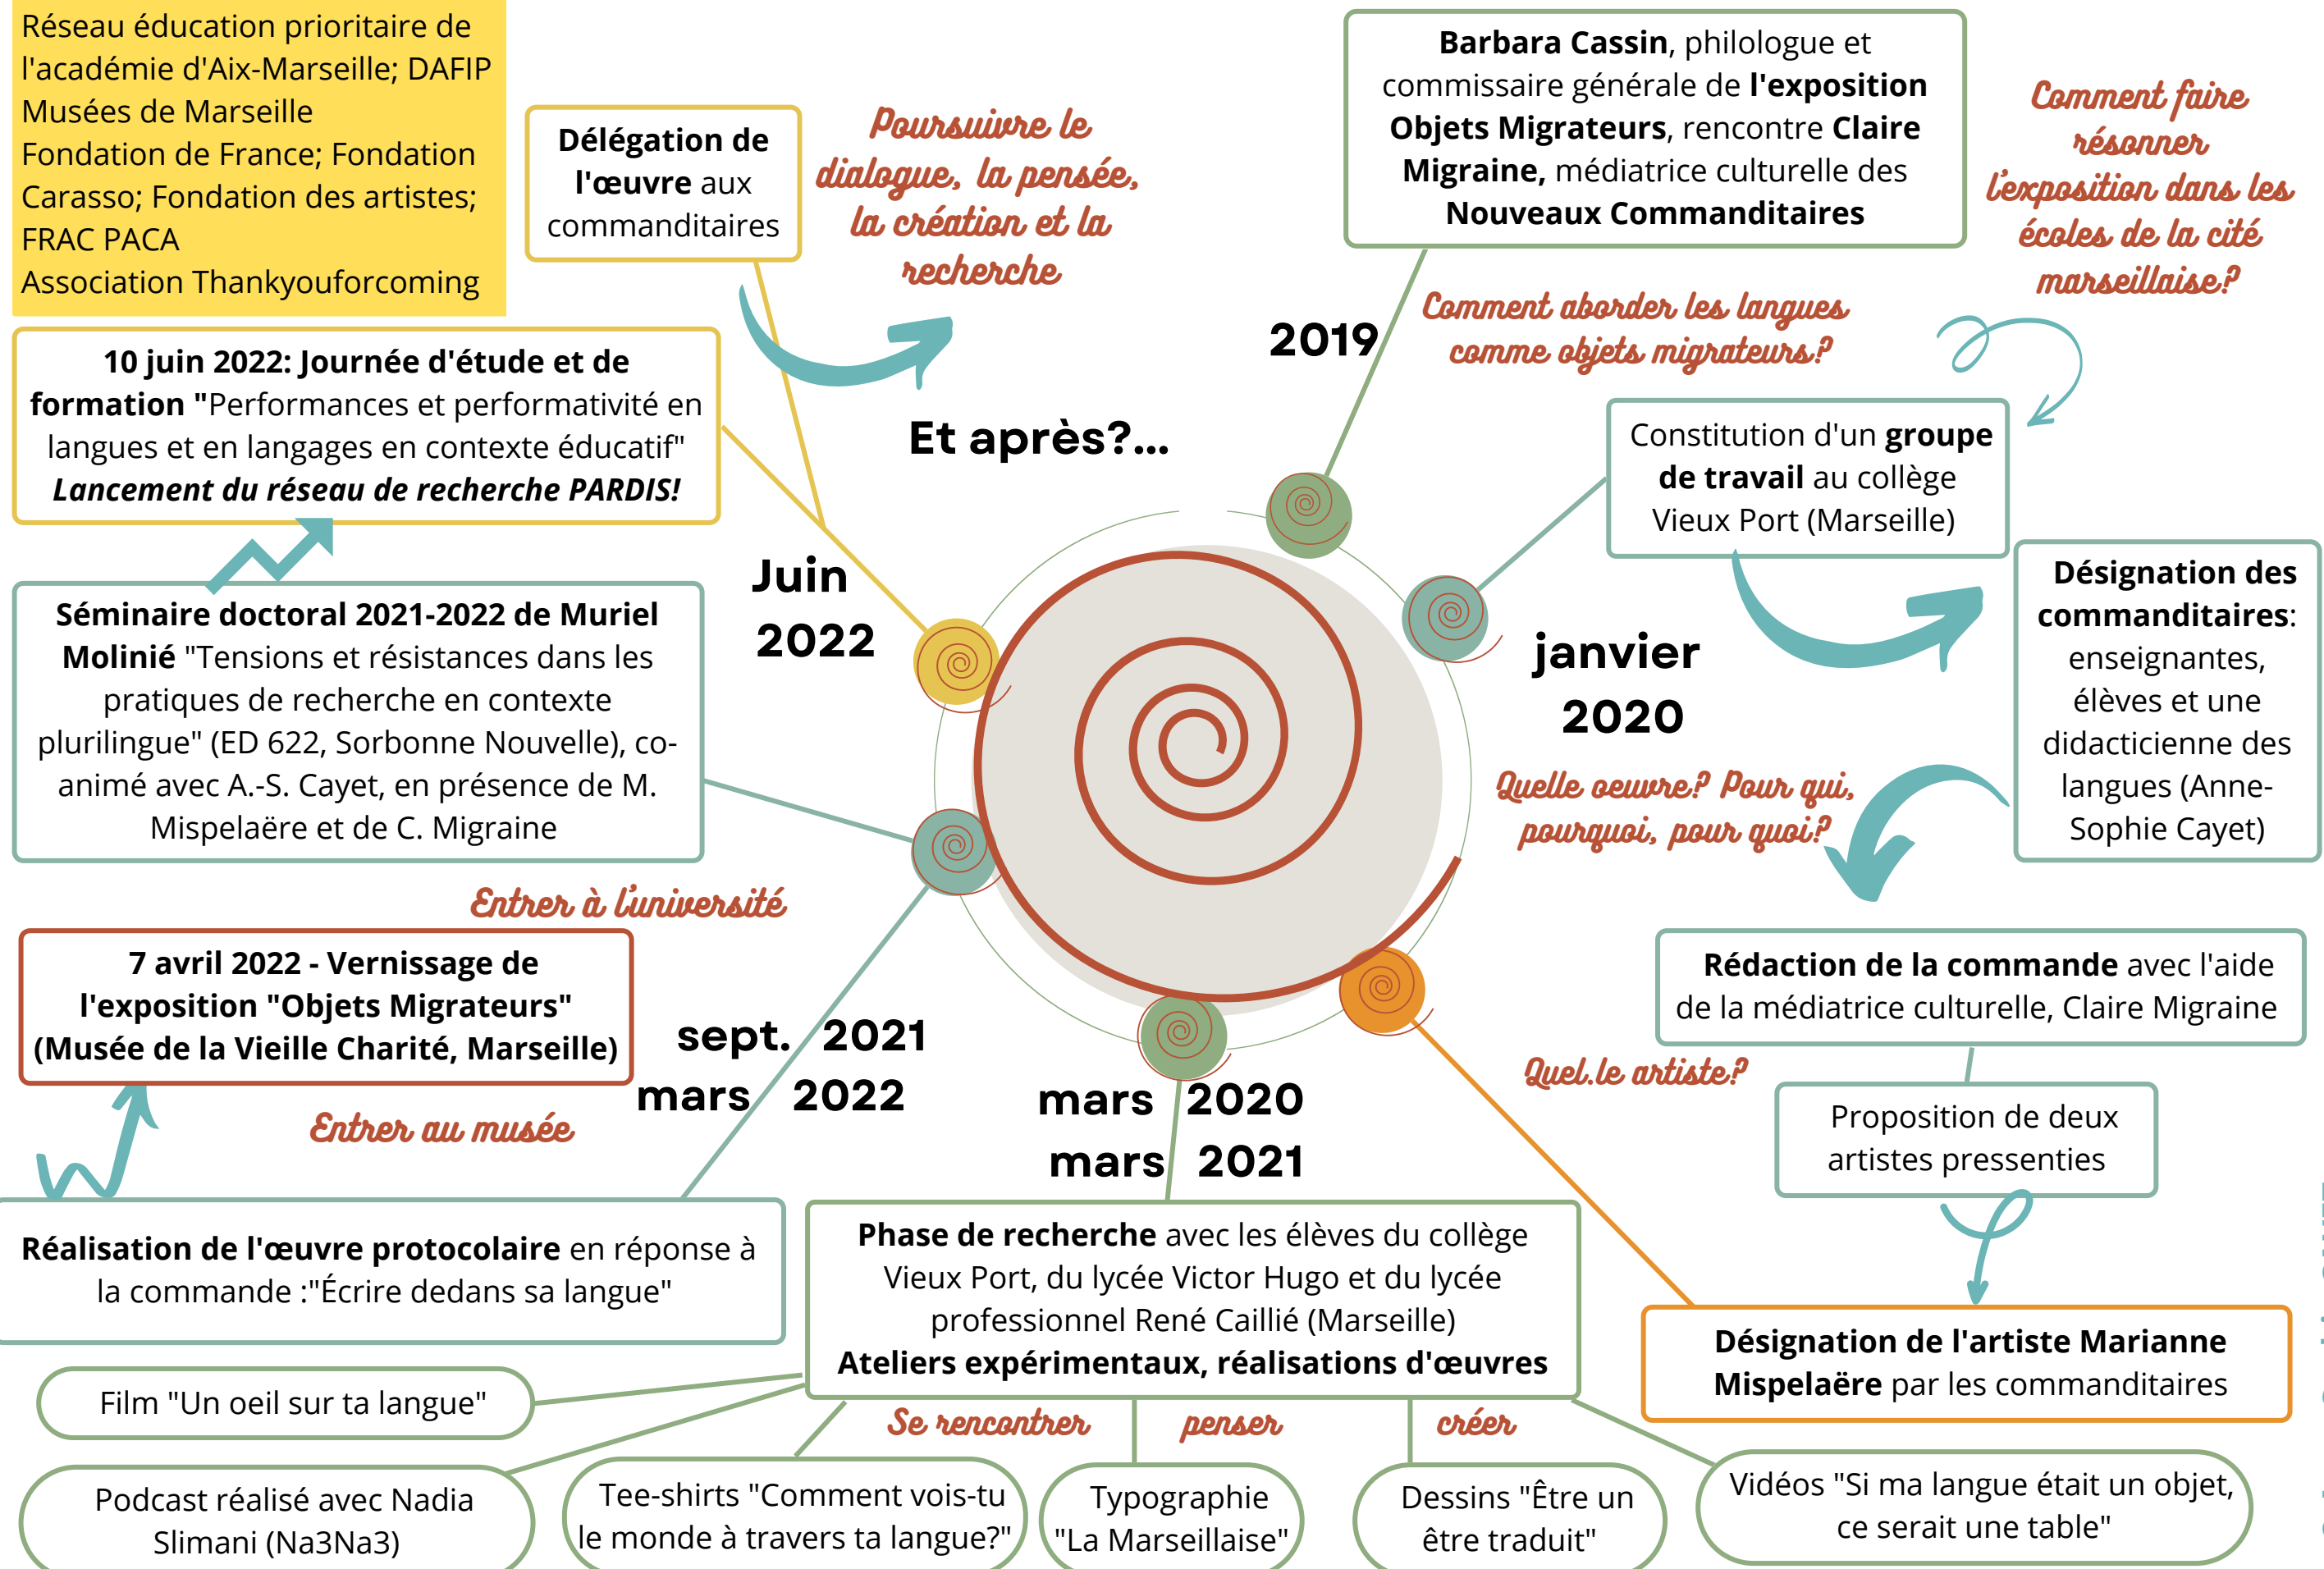 Réseau éducation prioritaire de
l'académie d'Aix-Marseille; DAFIP
Musées de Marseille
Fondation de France; Fondation
Carasso; Fondation des artistes;
FRAC PACA
Association Thankyouforcoming
Délégation de
l'œuvre aux
commanditaires
Poursuivre le
dialogue, la pensée,
la création et la
recherche
Barbara Cassin, philologue et
commissaire générale de l'exposition
Objets Migrateurs, rencontre Claire
Migraine, médiatrice culturelle des
Nouveaux Commanditaires
Comment faire
résonner
l'exposition dans les
écoles de la cité
marseillaise?
2019
Comment aborder les langues
comme objets migrateurs?
10 juin 2022: Journée d'étude et de
formation "Performances et performativité en
langues et en langages en contexte éducatif"
Lancement du réseau de recherche PARDIS!
Et après?...
Constitution d'un groupe
de travail au collège
Vieux Port (Marseille)
Juin
2022
janvier
2020
Désignation des
commanditaires:
enseignantes,
élèves et une
didacticienne des
langues (Anne-
Sophie Cayet)
Séminaire doctoral 2021-2022 de Muriel
Molinié "Tensions et résistances dans les
pratiques de recherche en contexte
plurilingue" (ED 622, Sorbonne Nouvelle), co-
animé avec A.-S. Cayet, en présence de M.
Mispelaëre et de C. Migraine
Quelle oeuvre? Pour qui,
pourquoi, pour quoi?
Entrer à l'université
7 avril 2022 - Vernissage de
l'exposition "Objets Migrateurs"
(Musée de la Vieille Charité, Marseille)
sept. 2021
mars 2022
Entrer au musée
mars 2020
mars 2021
Rédaction de la commande avec l'aide
de la médiatrice culturelle, Claire Migraine
Quel.le artiste?
Proposition de deux
artistes pressenties
Réalisation de l'œuvre protocolaire en réponse à
la commande :"Écrire dedans sa langue"
Phase de recherche avec les élèves du collège
Vieux Port, du lycée Victor Hugo et du lycée
professionnel René Caillié (Marseille)
Ateliers expérimentaux, réalisations d'œuvres
Désignation de l'artiste Marianne
Mispelaëre par les commanditaires
Film "Un oeil sur ta langue"
Se rencontrer penser créer
Podcast réalisé avec Nadia
Slimani (Na3Na3)
Tee-shirts "Comment vois-tu
le monde à travers ta langue?"
Typographie
"La Marseillaise"
Dessins "Être un
être traduit"
Vidéos "Si ma langue était un objet,
ce serait une table"